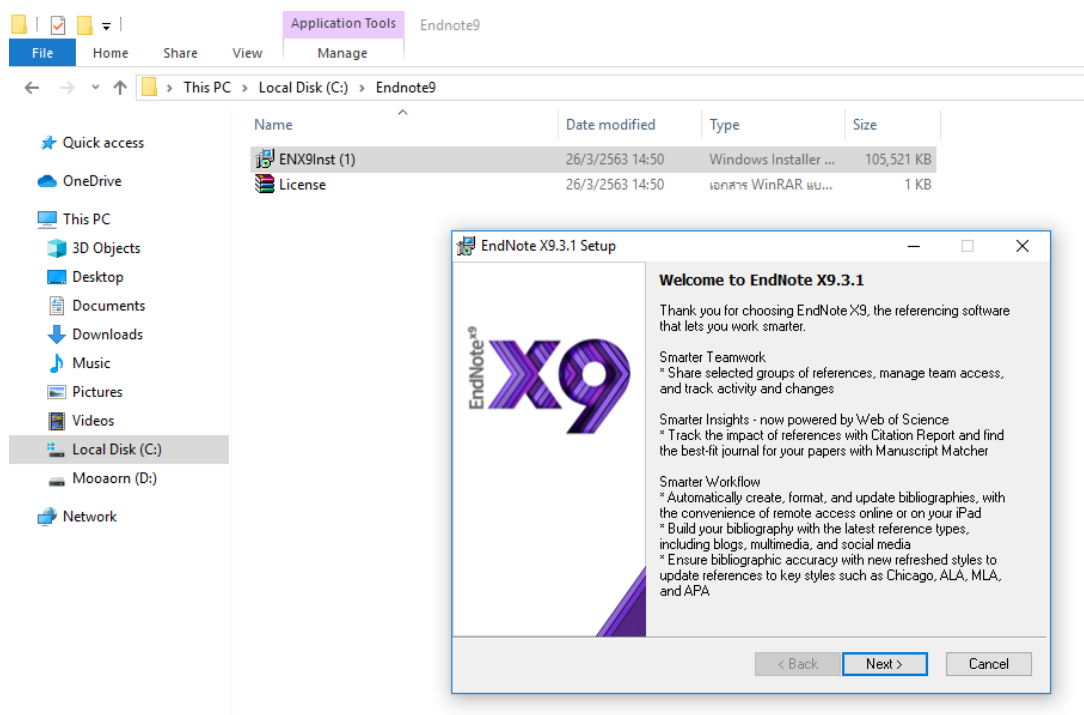 Application Tools
Endnote9
File
Home
Share
View
Manage
This PC
Local Disk (C:)
Endnote9
Name
Date modified
Type
Size
Quick access
OneDrive
This PC
3D Objects
Desktop
Documents
Downloads
Music
Pictures
Videos
Local Disk (C:)
Mooaorn (D:)
Network
ENX9Inst (1)
26/3/2563 14:50
Windows Installer ...
105,521 KB
License
26/3/2563 14:50
เอกสาร WinRAR แบ...
1 KB
EndNote X9.3.1 Setup
EndNote X9
X9
Welcome to EndNote X9.3.1
Thank you for choosing EndNote X9, the referencing software
that lets you work smarter.
Smarter Teamwork
* Share selected groups of references, manage team access,
and track activity and changes
Smarter Insights - now powered by Web of Science
* Track the impact of references with Citation Report and find
the best-fit journal for your papers with Manuscript Matcher
Smarter Workflow
* Automatically create, format, and update bibliographies, with
the convenience of remote access online or on your iPad
* Build your bibliography with the latest reference types,
including blogs, multimedia, and social media
* Ensure bibliographic accuracy with new refreshed styles to
update references to key styles such as Chicago, ALA, MLA,
and APA
< Back
Next >
Cancel